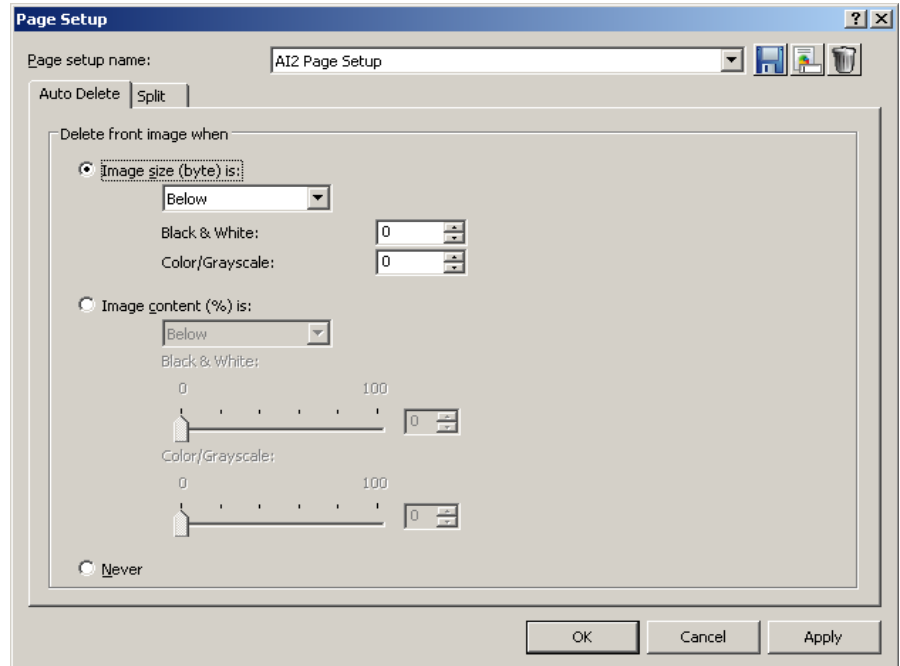 Page Setup
Page setup name: AI2 Page Setup
Auto Delete Split
Delete front image when
Image size (byte) is:
Below
Black & White: 0
Color/Grayscale: 0
Image content (%) is:
Below
Black & White:
0 100
0
Color/Grayscale:
0 100
0
Never
OK Cancel Apply